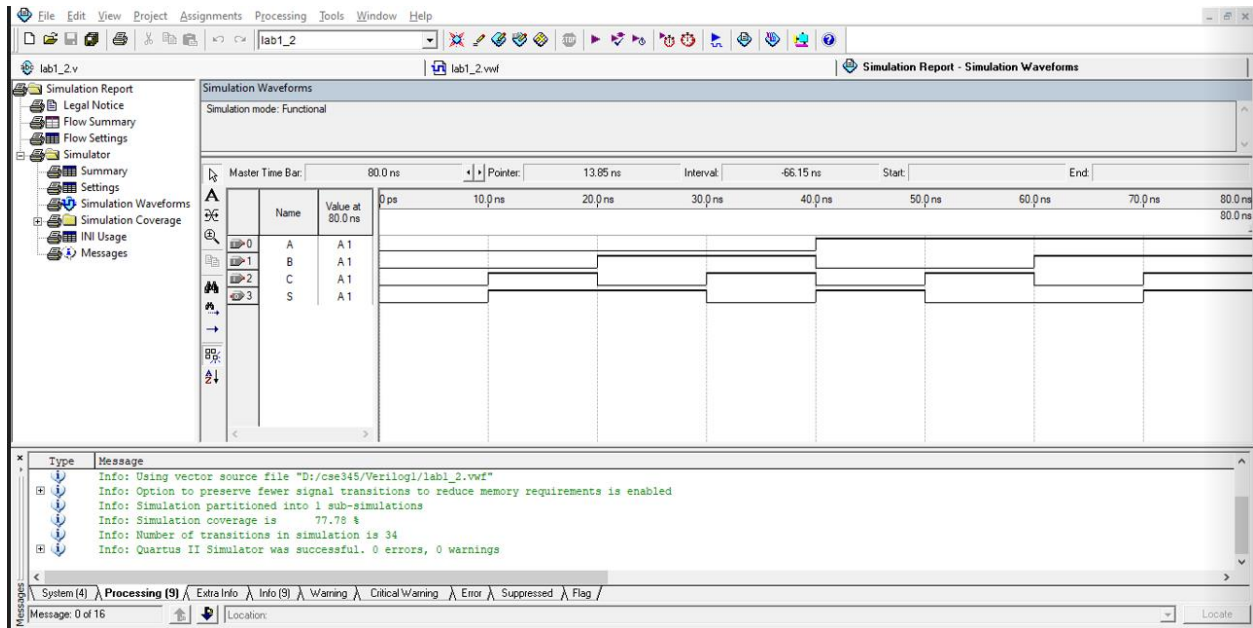 File Edit View Project Assignments Processing Tools Window Help
lab1_2
lab1_2.v
lab1_2.vwf
Simulation Report - Simulation Waveforms
Simulation Report
Legal Notice
Flow Summary
Flow Settings
Simulator
Summary
Settings
Simulation Waveforms
Simulation Coverage
INI Usage
Messages
Simulation Waveforms
Simulation mode: Functional
Master Time Bar: 80.0 ns Pointer: 13.85 ns Interval: -66.15 ns Start: End:
Name Value at 80.0 ns
0 ps 10.0 ns 20.0 ns 30.0 ns 40.0 ns 50.0 ns 60.0 ns 70.0 ns 80.0 ns
80.0 ns
0 A A 1
1 B A 1
2 C A 1
3 S A 1
Type Message
Info: Using vector source file "D:/cse345/Verilog1/lab1_2.vwf"
Info: Option to preserve fewer signal transitions to reduce memory requirements is enabled
Info: Simulation partitioned into 1 sub-simulations
Info: Simulation coverage is 77.78 %
Info: Number of transitions in simulation is 34
Info: Quartus II Simulator was successful. 0 errors, 0 warnings
System (4) Processing (9) Extra Info Info (9) Warning Critical Warning Error Suppressed Flag
Messages
Message: 0 of 16 Location: Locate